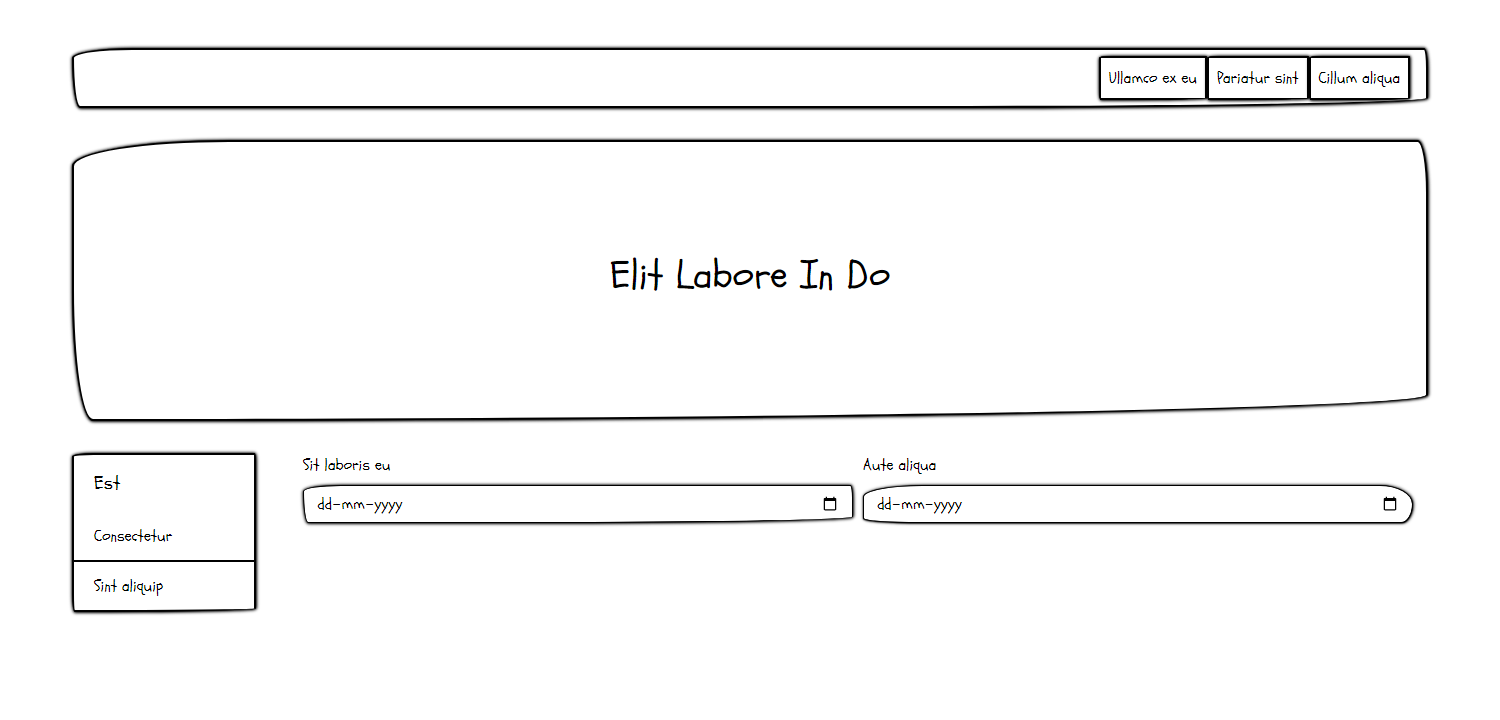 Ullamco ex eu
Pariatur sint
Cillum aliqua
Elit Labore In Do
Est
Consectetur
Sint aliquip
Sit laboris eu
dd-mm-yyyy
Aute aliqua
dd-mm-yyyy